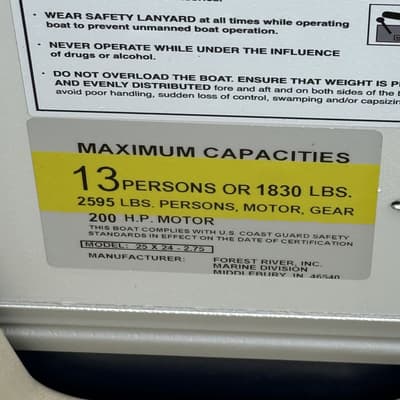 · WEAR SAFETY LANYARD at all times while operating
boat to prevent unmanned boat operation.
· NEVER OPERATE WHILE UNDER THE INFLUENCE
of drugs or alcohol.
· DO NOT OVERLOAD THE BOAT. ENSURE THAT WEIGHT IS
AND EVENLY DISTRIBUTED fore and aft and on both sides of the
avoid poor handling, sudden loss of control, swamping and/or
MAXIMUM CAPACITIES
13 PERSONS OR 1830 LBS.
2595 LBS. PERSONS, MOTOR, GEAR
200 H.P. MOTOR
THIS BOAT COMPLIES WITH U.S. COAST GUARD SAFETY
STANDARDS IN EFFECT ON THE DATE OF CERTIFICATION
MODEL: 25 X 24 - 2.75
MANUFACTURER: FOREST RIVER, INC.
MARINE DIVISION
MIDDLEBURY, IN 46540